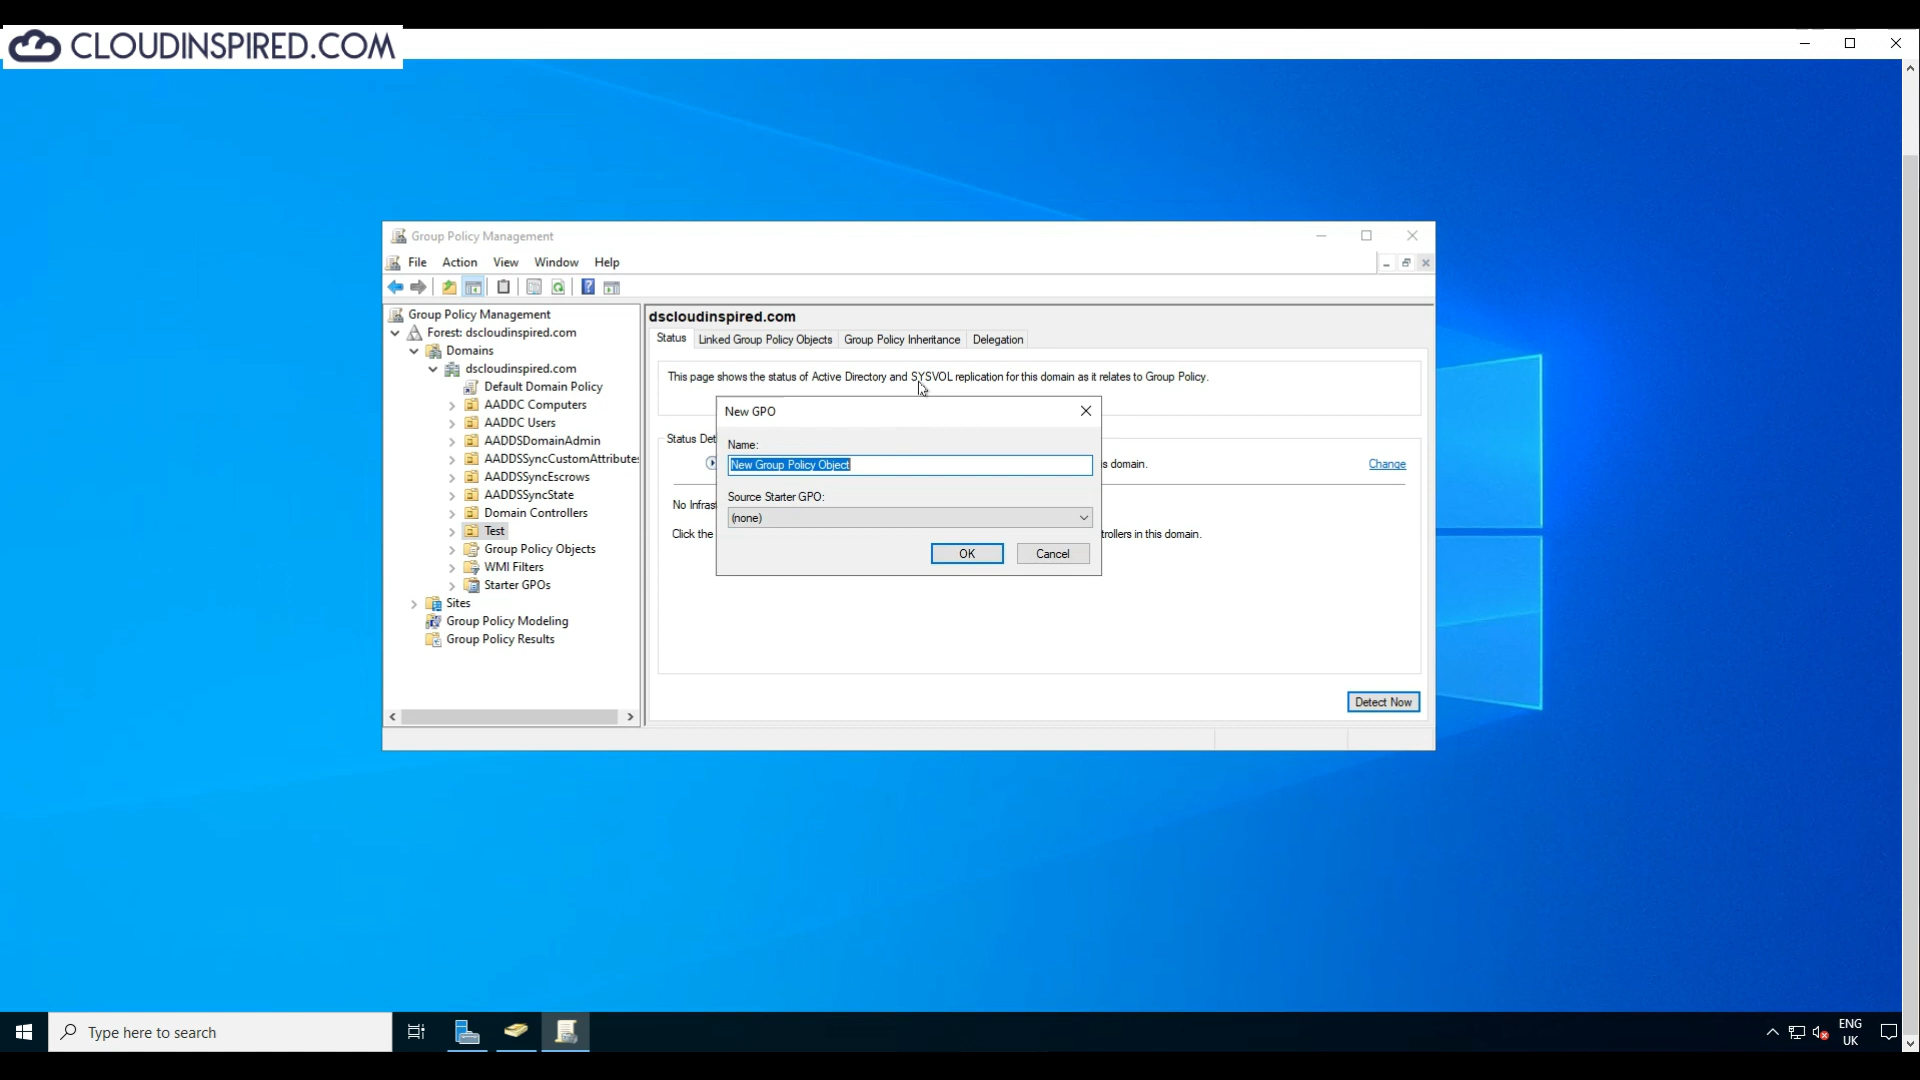 CLOUDINSPIRED.COM
Group Policy Management
File Action View Window Help
Group Policy Management
Forest: dscloudinspired.com
Domains
dscloudinspired.com
Default Domain Policy
AADDC Computers
AADDC Users
AADDSDomainAdmin
AADDSSyncCustomAttributes
AADDSSyncEscrows
AADDSSyncState
Domain Controllers
Test
Group Policy Objects
WMI Filters
Starter GPOs
Sites
Group Policy Modeling
Group Policy Results
dscloudinspired.com
Status Linked Group Policy Objects Group Policy Inheritance Delegation
This page shows the status of Active Directory and SYSVOL replication for this domain as it relates to Group Policy.
Status Det
s domain. Change
No Infras
Click the trollers in this domain.
Detect Now
New GPO
Name:
New Group Policy Object
Source Starter GPO:
(none)
OK Cancel
Type here to search
ENG
UK